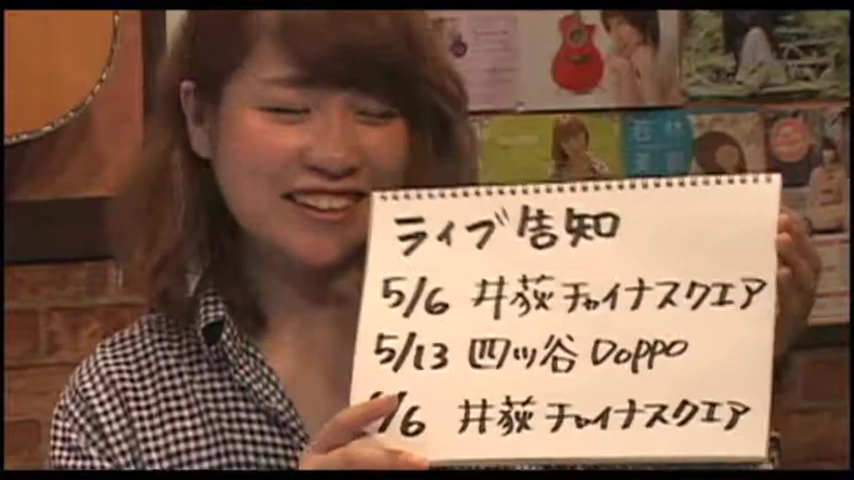 ライブ告知
5/6 井荻チャイナスクエア
5/13 四ツ谷 Doppo
/6 井荻 チャイナスクエア